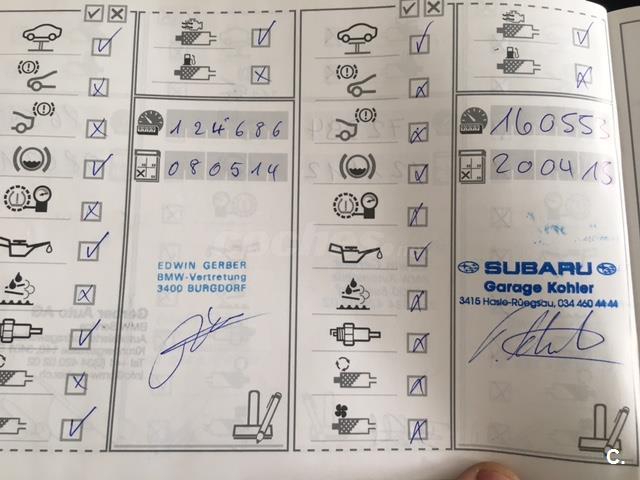 124686
080514
EDWIN GERBER
BMW-Vertretung
3400 BURGDORF
160553
200415
SUBARU
Garage Kohler
3415 Hasle-Rüegsau, 034 460 44 44
C.